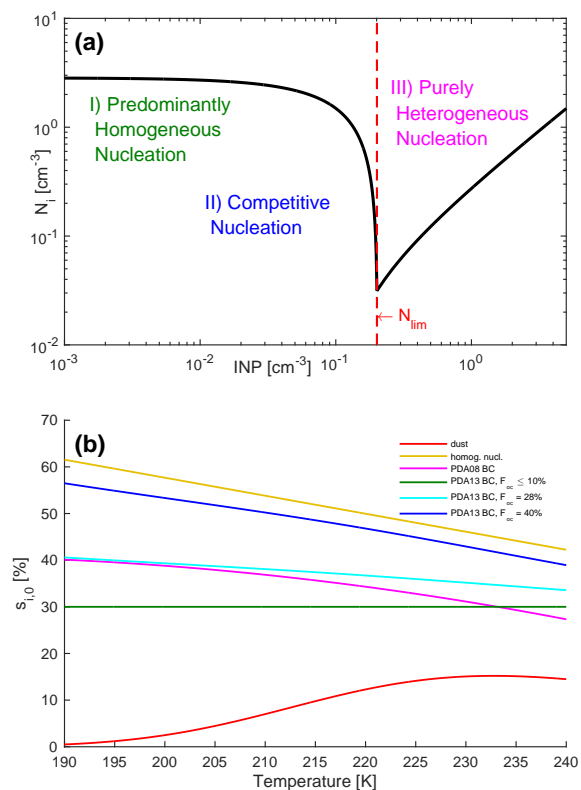 (a)
10^1
10^0
10^-1
10^-2
N_i [cm^-3]
I) Predominantly
Homogeneous
Nucleation
II) Competitive
Nucleation
III) Purely
Heterogeneous
Nucleation
← N_lim
10^-3
10^-2
10^-1
10^0
INP [cm^-3]
(b)
70
60
50
40
30
20
10
0
s_i,0 [%]
dust
homog. nucl.
PDA08 BC
PDA13 BC, F_oc ≤ 10%
PDA13 BC, F_oc = 28%
PDA13 BC, F_oc = 40%
190 195 200 205 210 215 220 225 230 235 240
Temperature [K]